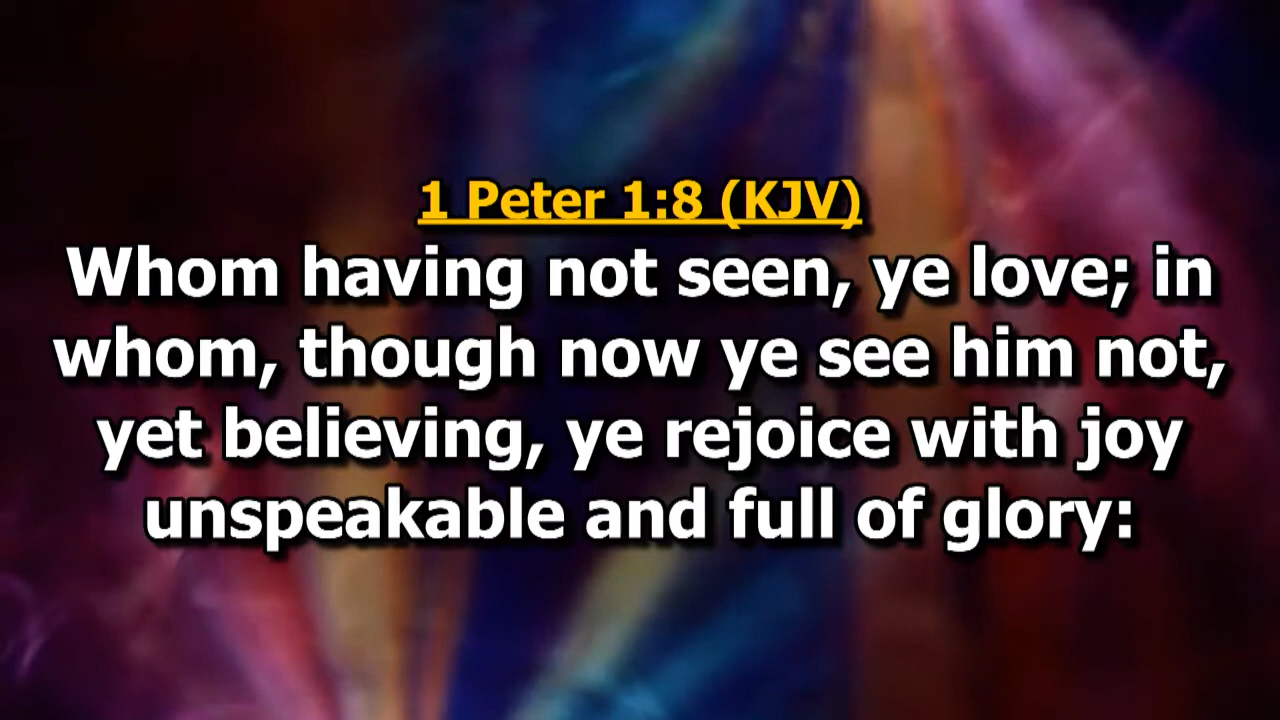 1 Peter 1:8 (KJV)
Whom having not seen, ye love; in
whom, though now ye see him not,
yet believing, ye rejoice with joy
unspeakable and full of glory: